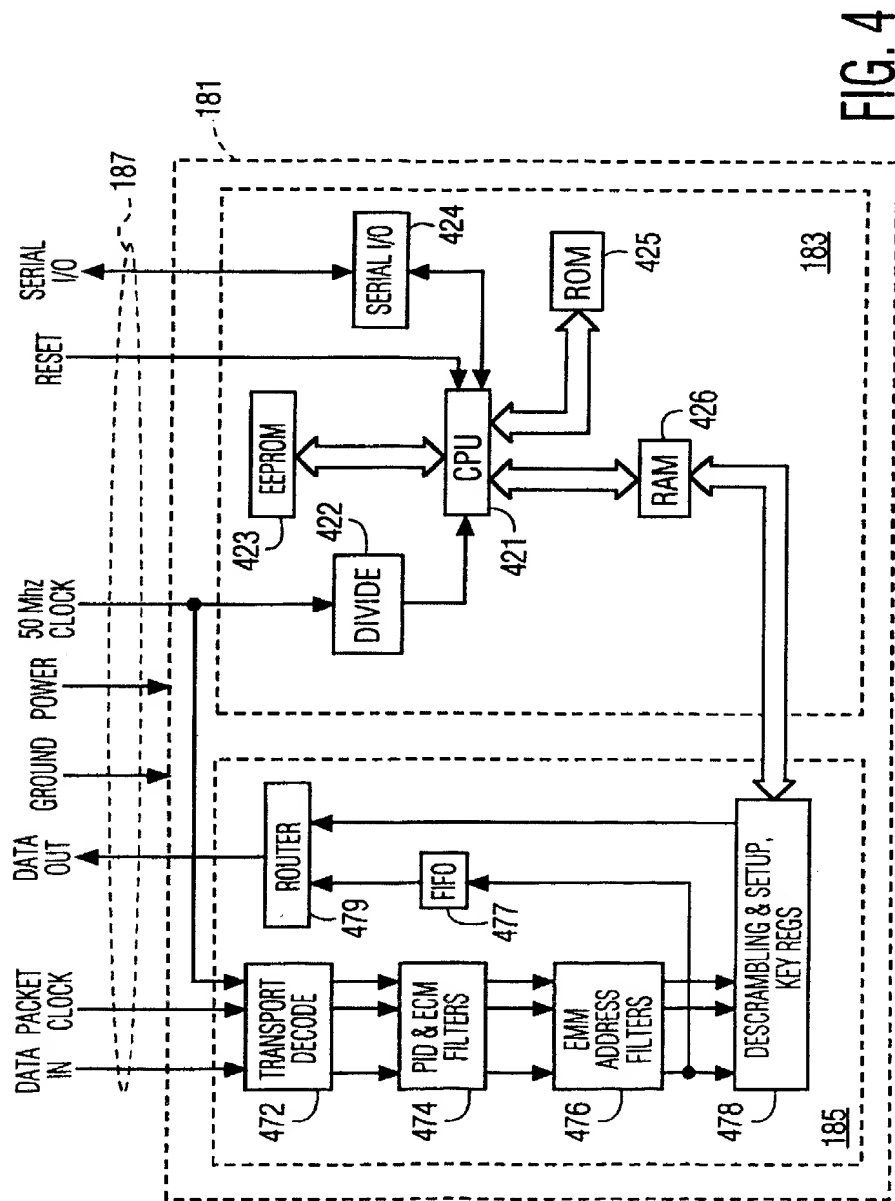 DATA
IN
PACKET
CLOCK
DATA
OUT
GROUND
POWER
50 Mhz
CLOCK
RESET
SERIAL
I/O
187
181
TRANSPORT
DECODE
472
PID & ECM
FILTERS
474
EMM
ADDRESS
FILTERS
476
DESCRAMBLING & SETUP,
KEY REGS
478
ROUTER
479
FIFO
477
185
DIVIDE
422
EEPROM
423
CPU
421
SERIAL I/O
424
ROM
425
RAM
426
183
FIG. 4